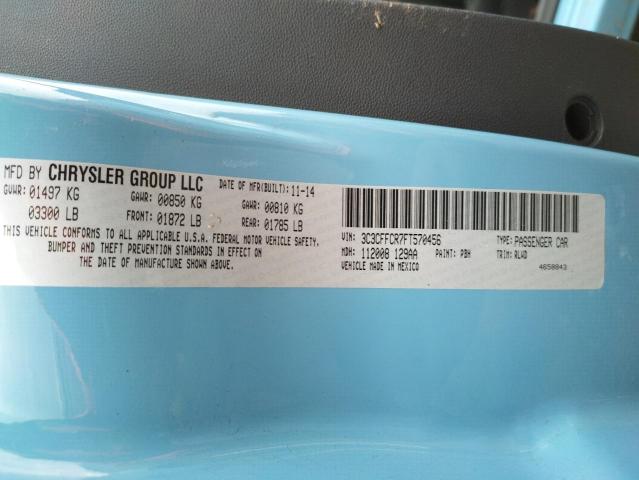 MFD BY CHRYSLER GROUP LLC
DATE OF MFR(BUILT): 11-14
GVWR: 01497 KG
GAWR: 00850 KG
GAWR: 00810 KG
03300 LB
FRONT: 01872 LB
REAR: 01785 LB
THIS VEHICLE CONFORMS TO ALL APPLICABLE U.S.A. FEDERAL MOTOR VEHICLE SAFETY,
BUMPER AND THEFT PREVENTION STANDARDS IN EFFECT ON
THE DATE OF MANUFACTURE SHOWN ABOVE.
VIN: 3C3CFFCR7FT570456
TYPE: PASSENGER CAR
MDH: 112008 129AA
PAINT: PBH
TRIM: RLWD
VEHICLE MADE IN MEXICO
4658843